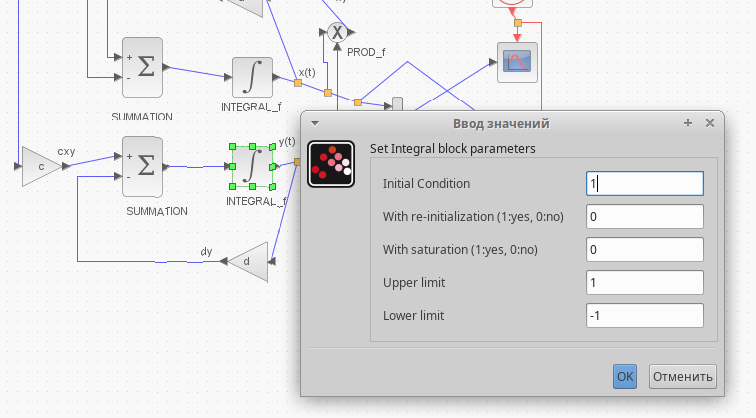 xy
X
PROD_f
+
-
Σ
∫
x(t)
SUMMATION
INTEGRAL_f
c
cxy
+
-
Σ
∫
y(t)
SUMMATION
INTEGRAL_f
dy
d
Ввод значений
Set Integral block parameters
Initial Condition
1
With re-initialization (1:yes, 0:no)
0
With saturation (1:yes, 0:no)
0
Upper limit
1
Lower limit
-1
OK
Отменить